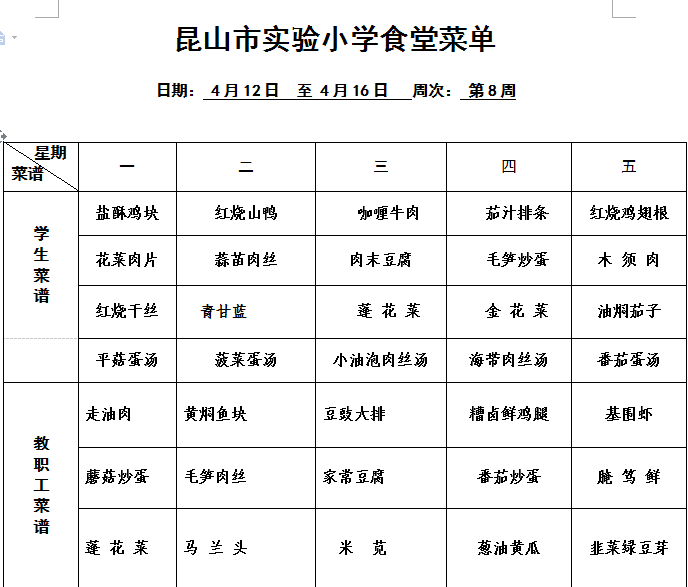 昆山市实验小学食堂菜单
日期： 4月12日 至 4月16日 周次： 第8周
星期
菜谱
一 二 三 四 五
学生菜谱
盐酥鸡块 红烧山鸭 咖喱牛肉 茄汁排条 红烧鸡翅根
花菜肉片 蒜苗肉丝 肉末豆腐 毛笋炒蛋 木 须 肉
红烧干丝 青甘蓝 蓬 花 菜 金 花 菜 油焖茄子
平菇蛋汤 菠菜蛋汤 小油泡肉丝汤 海带肉丝汤 番茄蛋汤
教职工菜谱
走油肉 黄焖鱼块 豆豉大排 糟卤鲜鸡腿 基围虾
蘑菇炒蛋 毛笋肉丝 家常豆腐 番茄炒蛋 腌 笃 鲜
蓬 花 菜 马 兰 头 米 苋 葱油黄瓜 韭菜绿豆芽